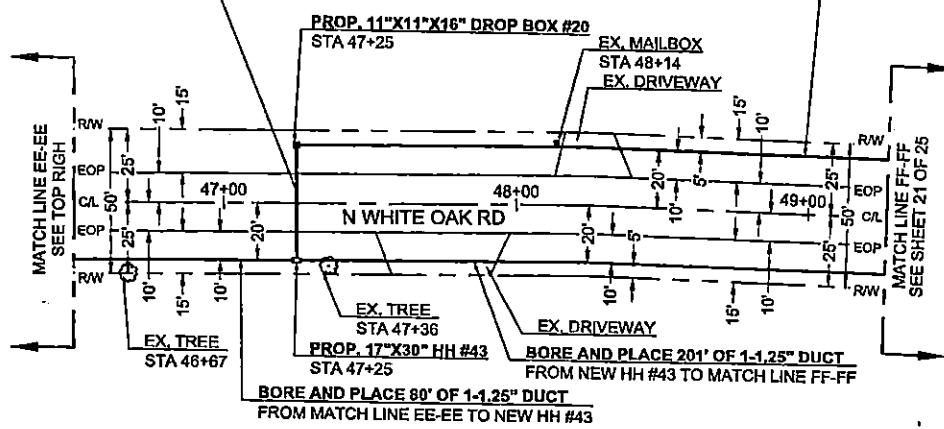 PROP. 11"X11"X16" DROP BOX #20
STA 47+25
EX. MAILBOX
STA 48+14
EX. DRIVEWAY
MATCH LINE EE-EE
SEE TOP RIGH
R/W
EOP
C/L
EOP
R/W
50'
25'
25'
10'
15'
10'
15'
10'
47+00
20'
N WHITE OAK RD
48+00
20'
5'
10'
20'
10'
5'
15'
10'
49+00
15'
10'
25'
25'
50'
R/W
EOP
C/L
EOP
R/W
MATCH LINE FF-FF
SEE SHEET 21 OF 25
EX. TREE
STA 46+67
EX. TREE
STA 47+36
EX. DRIVEWAY
PROP. 17"X30" HH #43
STA 47+25
BORE AND PLACE 201' OF 1-1.25" DUCT
FROM NEW HH #43 TO MATCH LINE FF-FF
BORE AND PLACE 80' OF 1-1.25" DUCT
FROM MATCH LINE EE-EE TO NEW HH #43